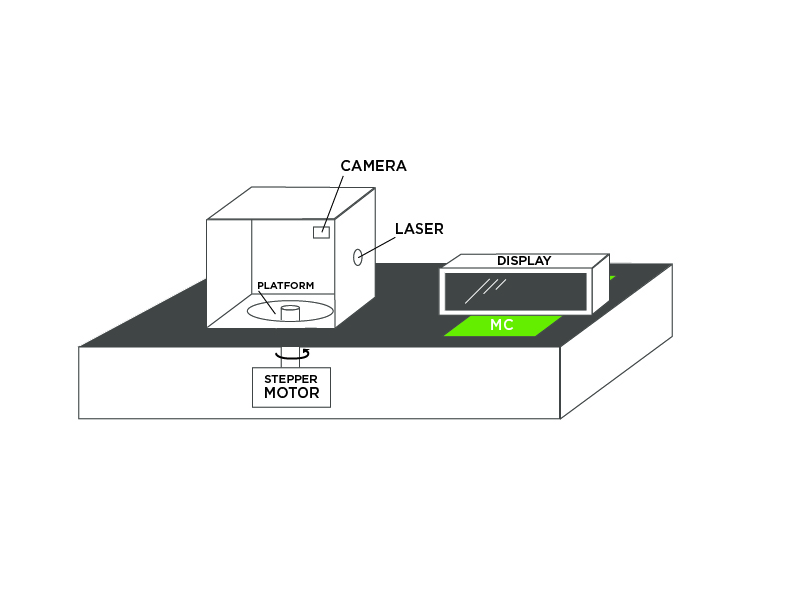 CAMERA
LASER
DISPLAY
PLATFORM
MC
STEPPER
MOTOR